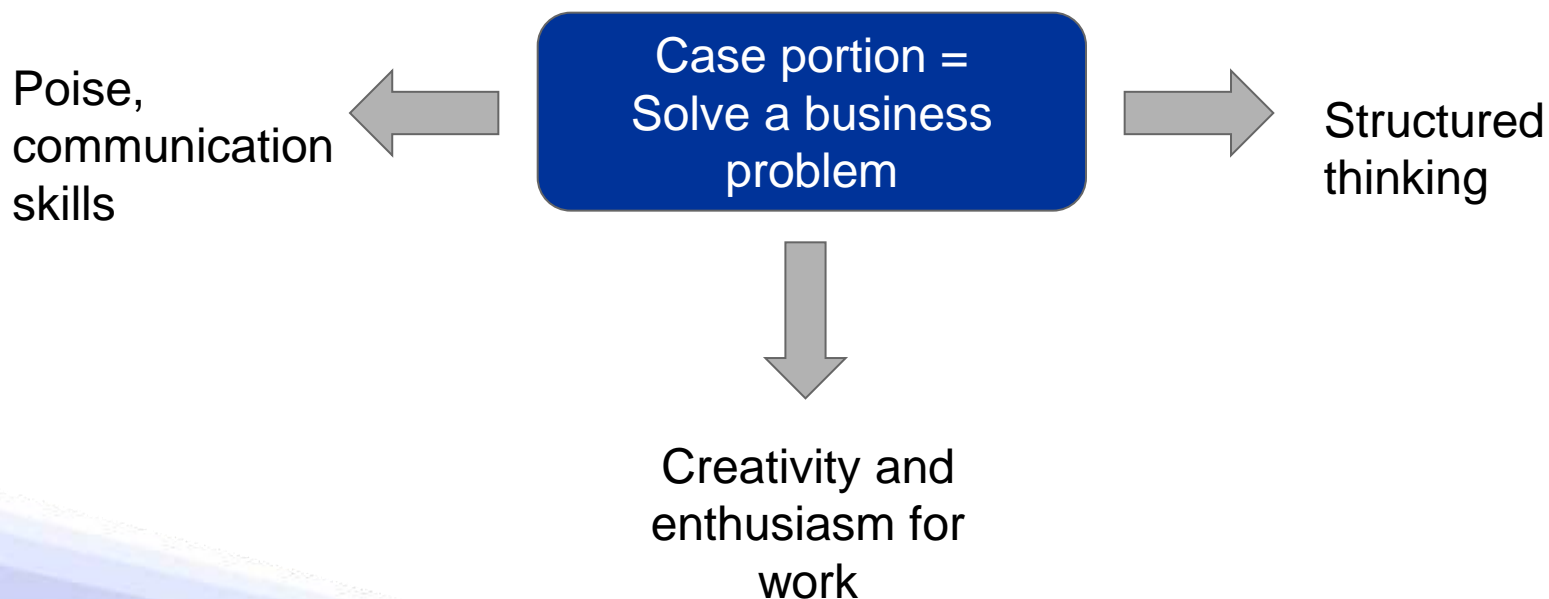 Case portion =
Solve a business
problem
Poise,
communication
skills
Structured
thinking
Creativity and
enthusiasm for
work